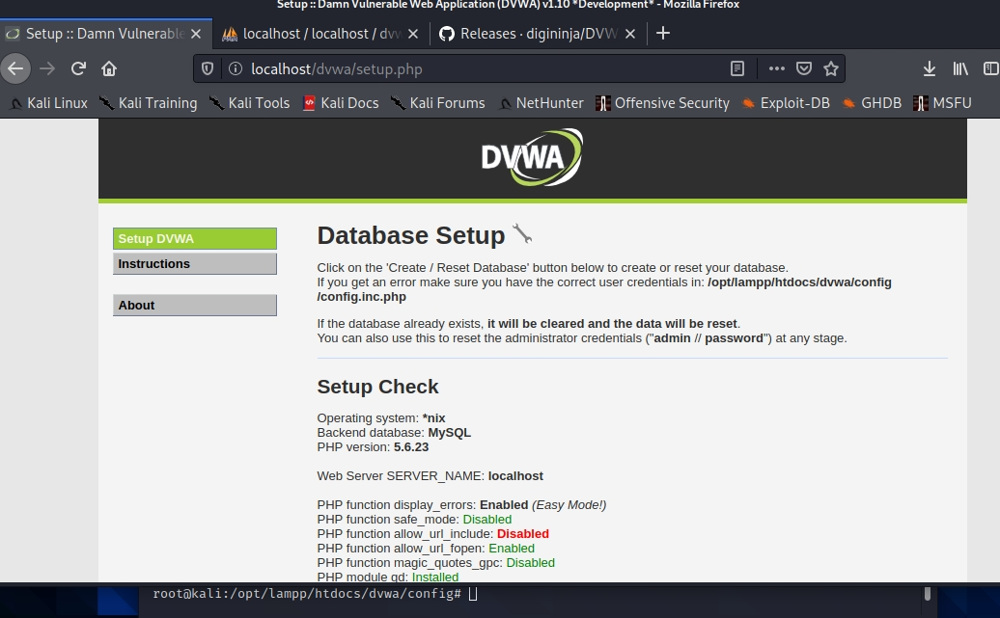 Setup :: Damn Vulnerable Web Application (DVWA) v1.10 *Development* - Mozilla Firefox
Setup :: Damn Vulnerable
localhost / localhost / dvw
Releases · digininja/DVW
localhost/dvwa/setup.php
Kali Linux Kali Training Kali Tools Kali Docs Kali Forums NetHunter Offensive Security Exploit-DB GHDB MSFU
DVWA
Setup DVWA
Instructions
About
Database Setup
Click on the 'Create / Reset Database' button below to create or reset your database.
If you get an error make sure you have the correct user credentials in: /opt/lampp/htdocs/dvwa/config
/config.inc.php
If the database already exists, it will be cleared and the data will be reset.
You can also use this to reset the administrator credentials ("admin // password") at any stage.
Setup Check
Operating system: *nix
Backend database: MySQL
PHP version: 5.6.23
Web Server SERVER_NAME: localhost
PHP function display_errors: Enabled (Easy Mode!)
PHP function safe_mode: Disabled
PHP function allow_url_include: Disabled
PHP function allow_url_fopen: Enabled
PHP function magic_quotes_gpc: Disabled
PHP module gd: Installed
root@kali:/opt/lampp/htdocs/dvwa/config#